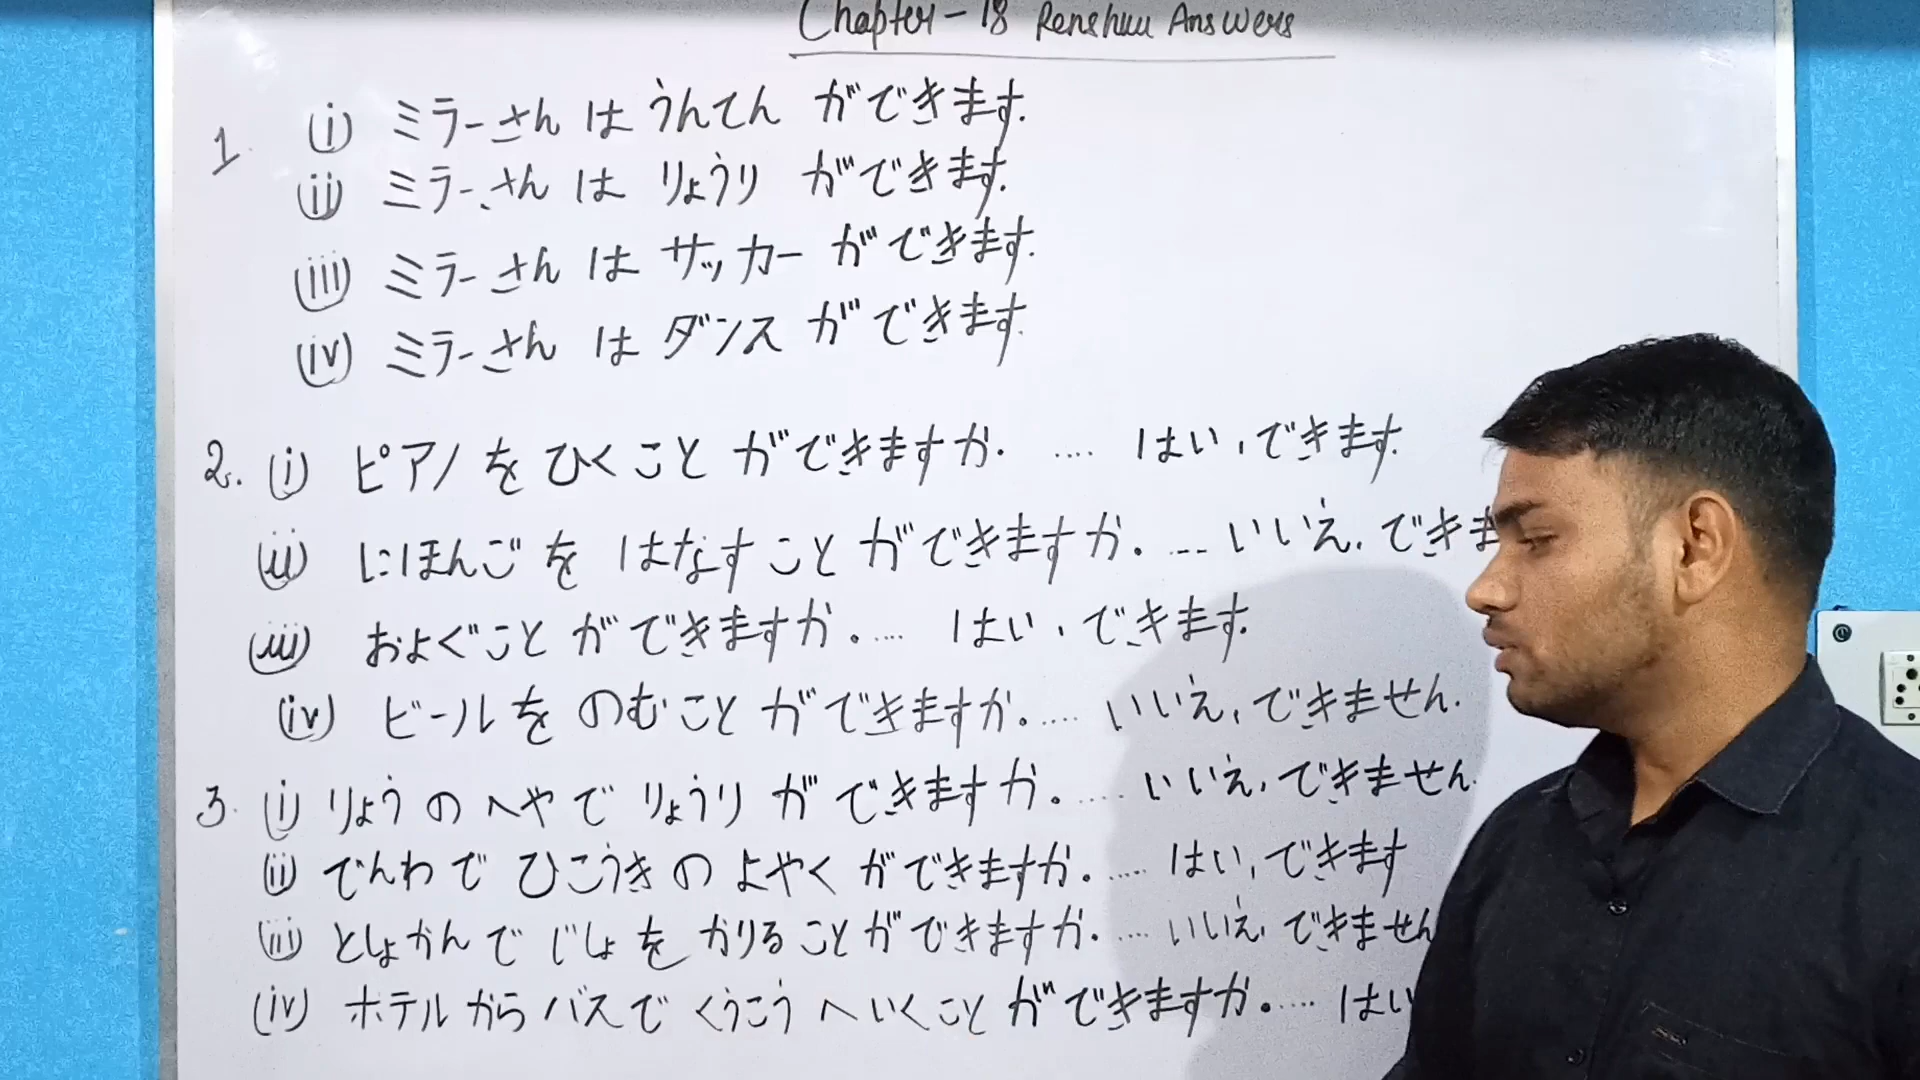 Chapter - 18 Renshuu Answers
1. (i) ミラーさん は うんてん ができます.
(ii) ミラーさん は りょうり ができます.
(iii) ミラーさん は サッカー ができます.
(iv) ミラーさん は ダンス ができます.
2. (i) ピアノ を ひく こと ができますか. .... はい, できます.
(ii) にほんご を はなす こと ができますか. ... いいえ, できま
(iii) およぐこと ができますか. .... はい, できます.
(iv) ビールを のむこと ができますか. .... いいえ, できません.
3. (i) りょう の へやで りょうり が できますか. .... いいえ, できません.
(ii) でんわで ひこうき の よやく ができますか. .... はい, できます
(iii) としょかん で じしょを かりる ことが できますか. .... いいえ, できません
(iv) ホテル から バスで くうこう へ いくこと ができますか. .... はい